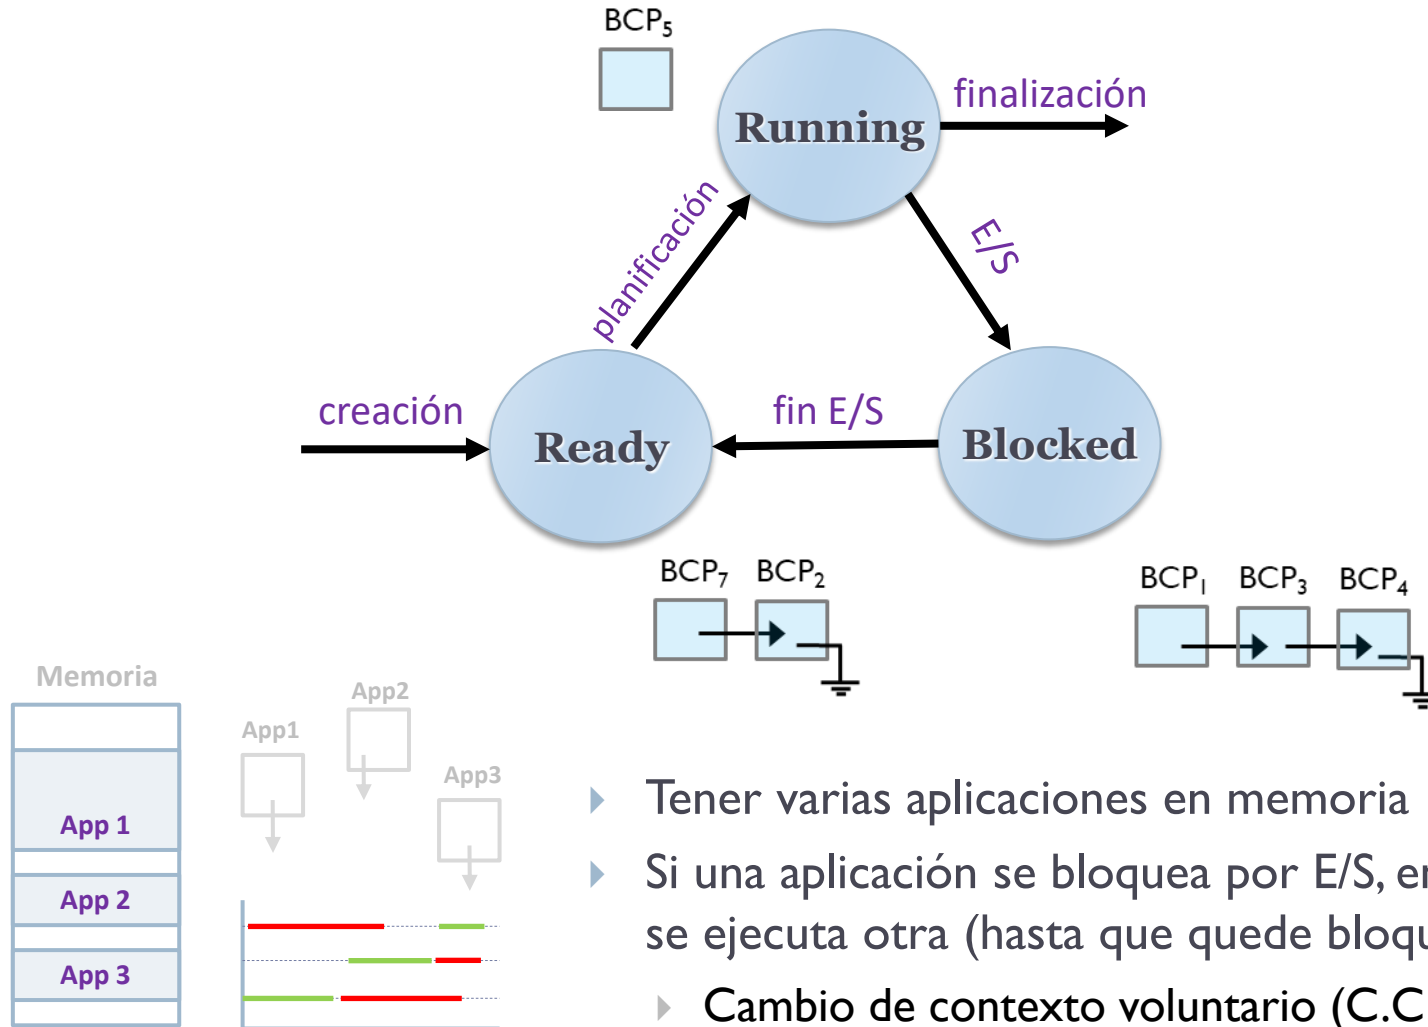 BCP₅
finalización
Running
planificación
E/S
creación
fin E/S
Ready
Blocked
BCP₇ BCP₂
BCP₁ BCP₃ BCP₄
Memoria
App 1
App 2
App 3
App1
App2
App3
Tener varias aplicaciones en memoria
Si una aplicación se bloquea por E/S,
se ejecuta otra (hasta que quede
Cambio de contexto voluntario (C.C